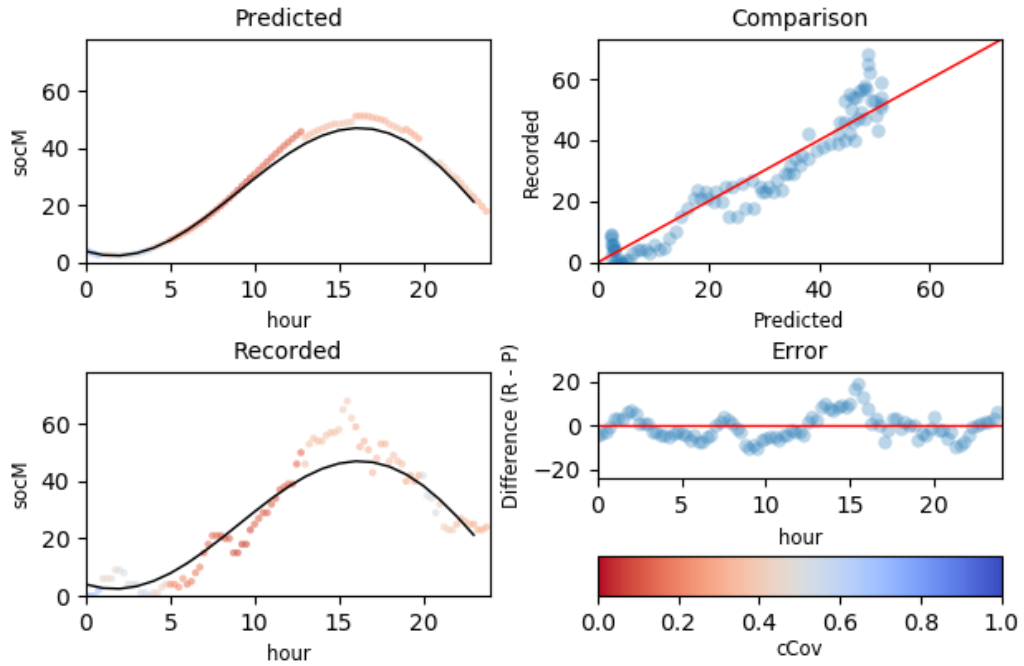 Predicted
socM
60
40
20
0
0 5 10 15 20
hour
Comparison
Recorded
60
40
20
0
0 20 40 60
Predicted
Recorded
socM
60
40
20
0
0 5 10 15 20
hour
Error
Difference (R - P)
20
0
−20
0 5 10 15 20
hour
0.0 0.2 0.4 0.6 0.8 1.0
cCov